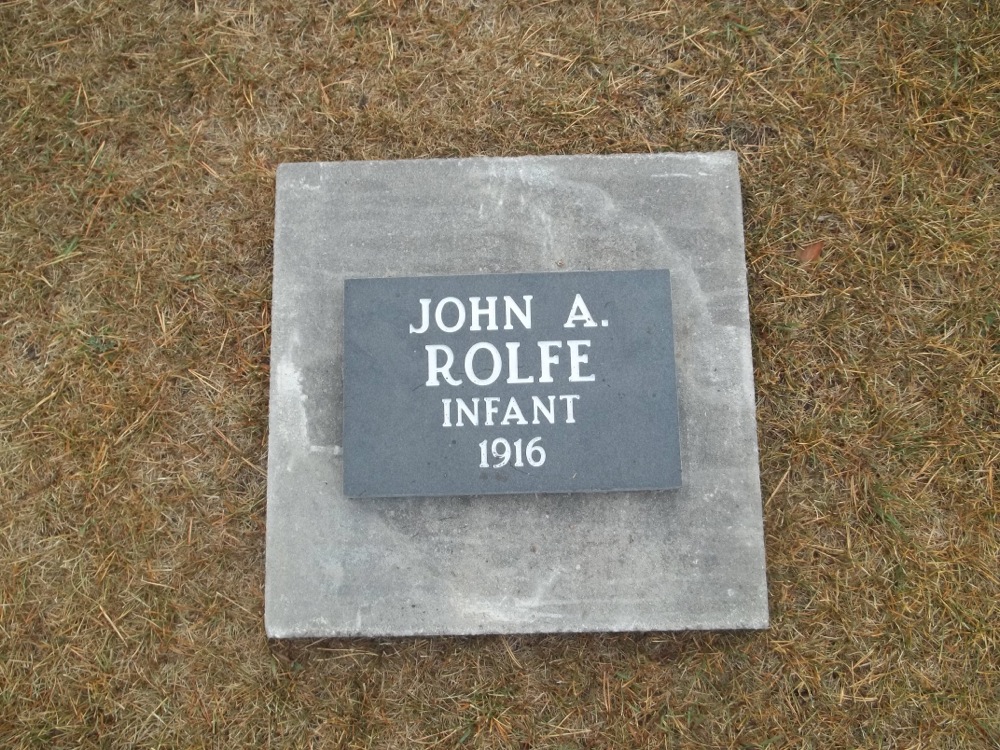 JOHN A.
ROLFE
INFANT
1916